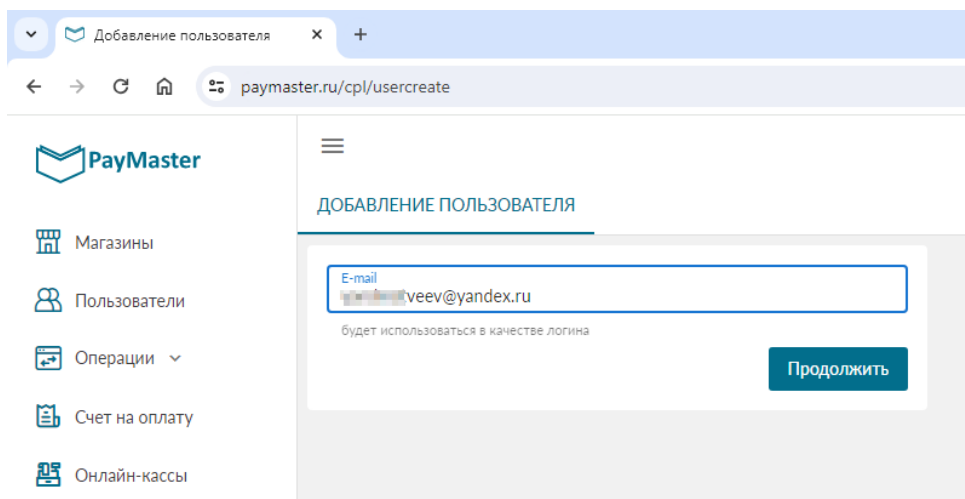 Добавление пользователя
paymaster.ru/cpl/usercreate
PayMaster
ДОБАВЛЕНИЕ ПОЛЬЗОВАТЕЛЯ
Магазины
E-mail
veev@yandex.ru
будет использоваться в качестве логина
Пользователи
Продолжить
Операции
Счет на оплату
Онлайн-кассы